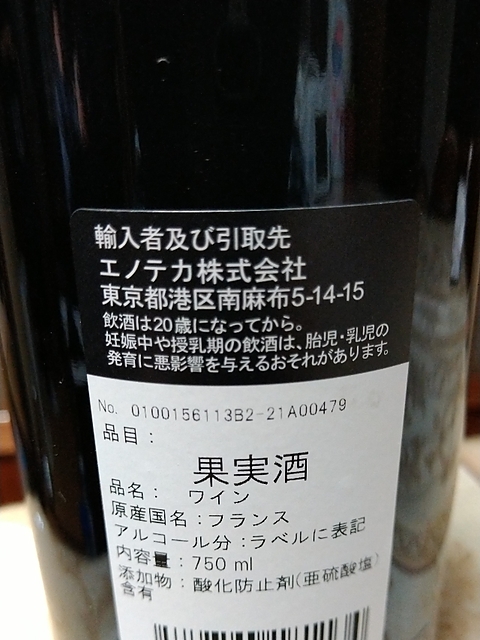 輸入者及び引取先
エノテカ株式会社
東京都港区南麻布5-14-15
飲酒は20歳になってから。
妊娠中や授乳期の飲酒は、胎児・乳児の
発育に悪影響を与えるおそれがあります。
No. 0100156113B2-21A00479
品目：
果実酒
品名： ワイン
原産国名：フランス
アルコール分：ラベルに表記
内容量：750 ml
添加物：酸化防止剤(亜硫酸塩)
含有